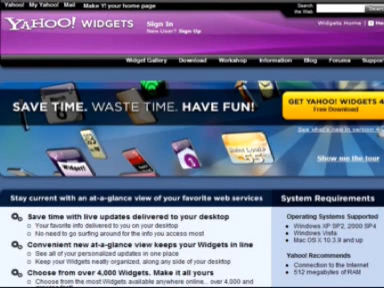 Yahoo! My Yahoo! Mail Make Y! your home page
Search
the Web
YAHOO! WIDGETS
Sign In
New User? Sign Up
Widgets Home
Widget Gallery Download Workshop Information Blog Forums Support
SAVE TIME. WASTE TIME. HAVE FUN!
GET YAHOO! WIDGETS 4
Free Download
See what's new in version 4
Show me the tour
Stay current with an at-a-glance view of your favorite web services
Save time with live updates delivered to your desktop
Your favorite info delivered to you on your desktop
No need to go surfing around for the info you access most
Convenient new at-a-glance view keeps your Widgets in line
See all of your personalized updates in one place
Keep your Widgets neatly organized, along any side of your desktop
Choose from over 4,000 Widgets. Make it all yours
Choose from the most Widgets available anywhere online... over 4,000 and
System Requirements
Operating Systems Supported
Windows XP SP2, 2000 SP4
Windows Vista
Mac OS X 10.3.9 and up
Yahoo Recommends
Connection to the Internet
512 megabytes of RAM